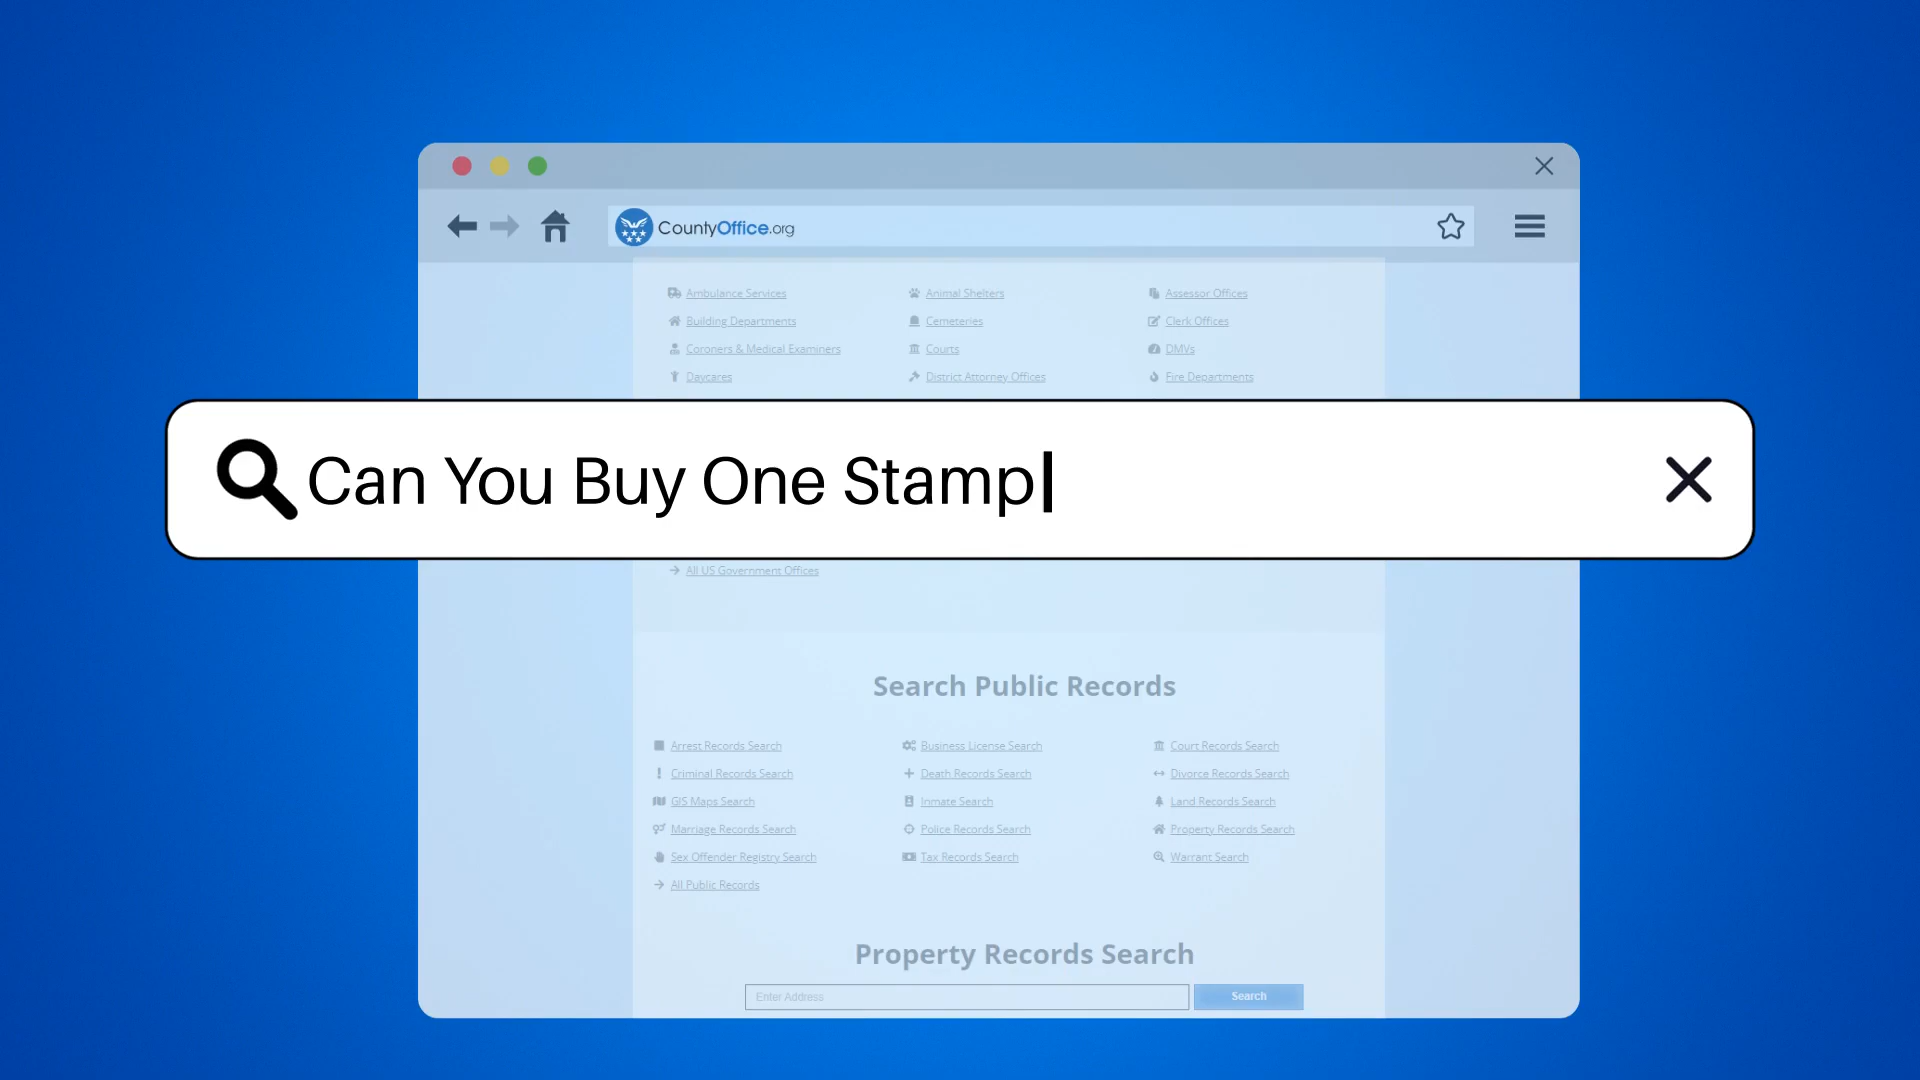 CountyOffice.org
Ambulance Services Animal Shelters Assessor Offices
Building Departments Cemeteries Clerk Offices
Coroners & Medical Examiners Courts DMVs
Daycares District Attorney Offices Fire Departments
Can You Buy One Stamp
All US Government Offices
Search Public Records
Arrest Records Search Business License Search Court Records Search
Criminal Records Search Death Records Search Divorce Records Search
GIS Maps Search Inmate Search Land Records Search
Marriage Records Search Police Records Search Property Records Search
Sex Offender Registry Search Tax Records Search Warrant Search
All Public Records
Property Records Search
Enter Address Search